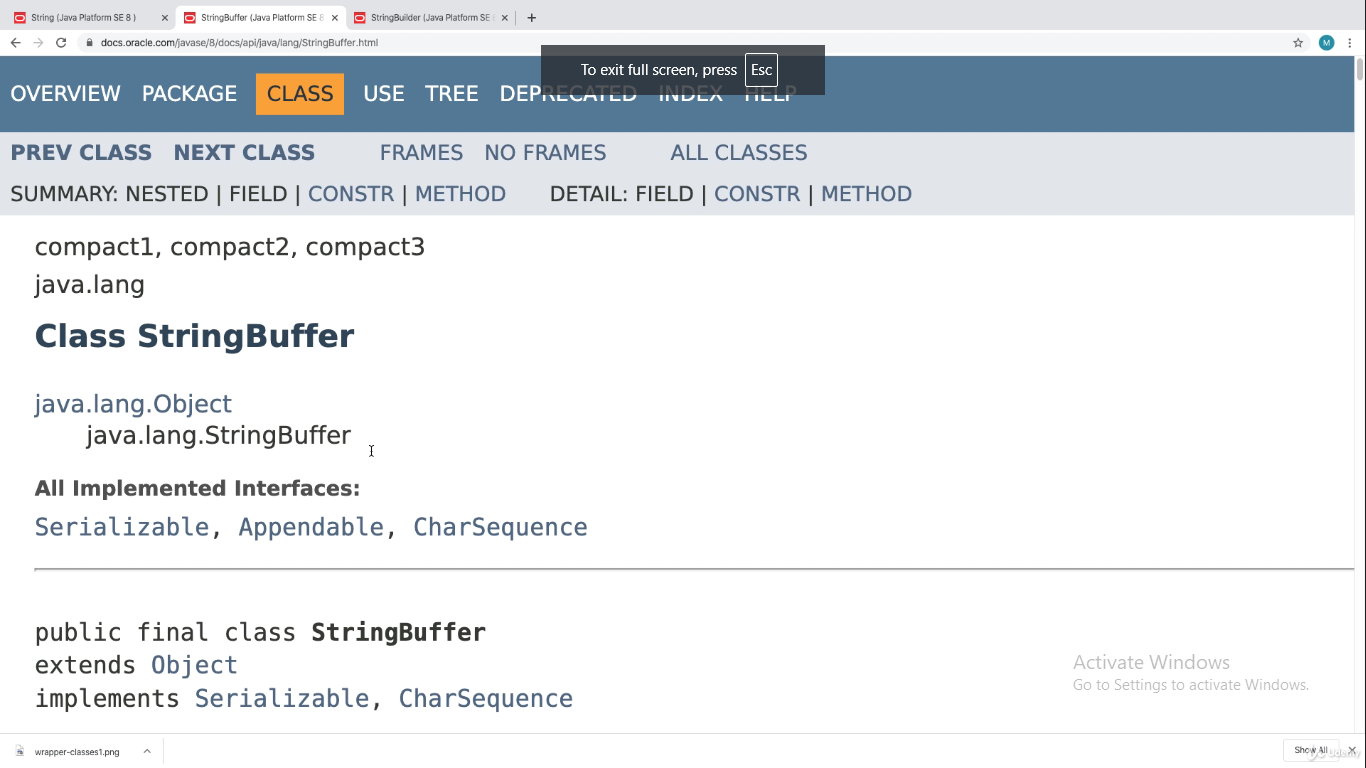 String (Java Platform SE 8 )
StringBuffer (Java Platform SE 8
StringBuilder (Java Platform SE 8
docs.oracle.com/javase/8/docs/api/java/lang/StringBuffer.html
M
To exit full screen, press Esc
OVERVIEW PACKAGE CLASS USE TREE DEPRECATED INDEX HELP
PREV CLASS NEXT CLASS FRAMES NO FRAMES ALL CLASSES
SUMMARY: NESTED | FIELD | CONSTR | METHOD DETAIL: FIELD | CONSTR | METHOD
compact1, compact2, compact3
java.lang
Class StringBuffer
java.lang.Object
java.lang.StringBuffer
All Implemented Interfaces:
Serializable, Appendable, CharSequence
public final class StringBuffer
extends Object
implements Serializable, CharSequence
Activate Windows
Go to Settings to activate Windows.
wrapper-classes1.png
Show All
Udemy